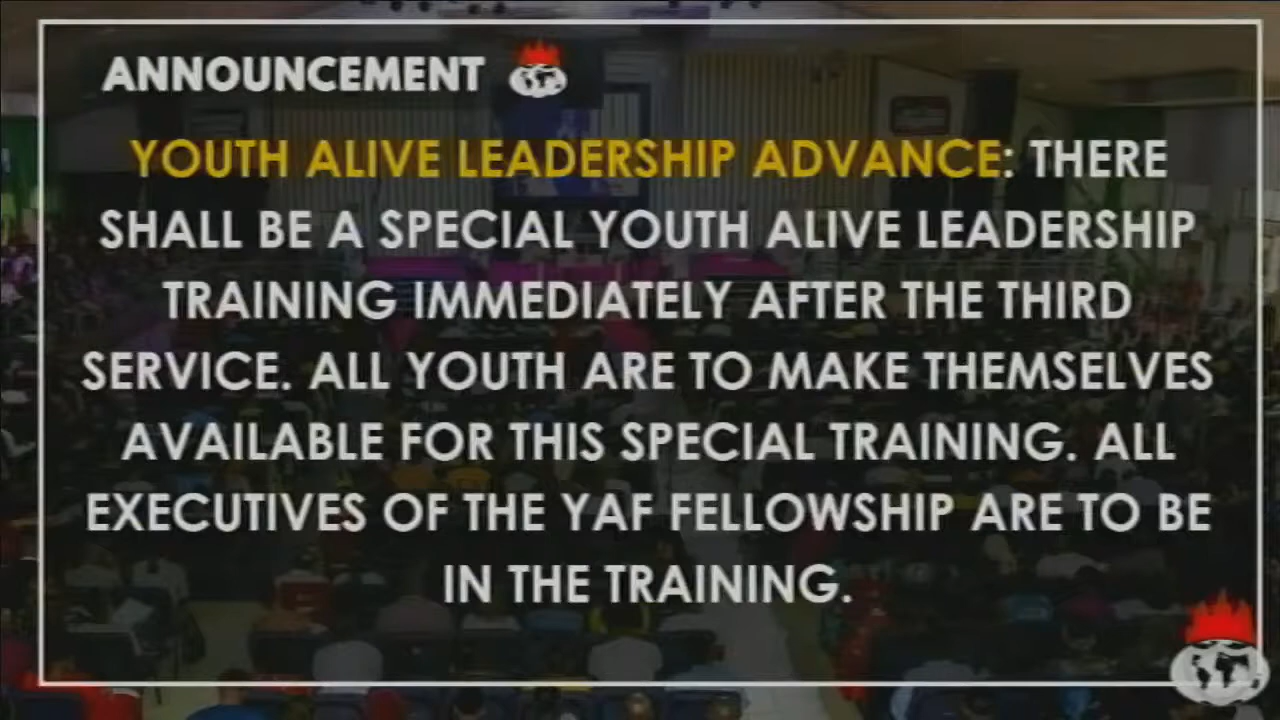 ANNOUNCEMENT
YOUTH ALIVE LEADERSHIP ADVANCE: THERE
SHALL BE A SPECIAL YOUTH ALIVE LEADERSHIP
TRAINING IMMEDIATELY AFTER THE THIRD
SERVICE. ALL YOUTH ARE TO MAKE THEMSELVES
AVAILABLE FOR THIS SPECIAL TRAINING. ALL
EXECUTIVES OF THE YAF FELLOWSHIP ARE TO BE
IN THE TRAINING.